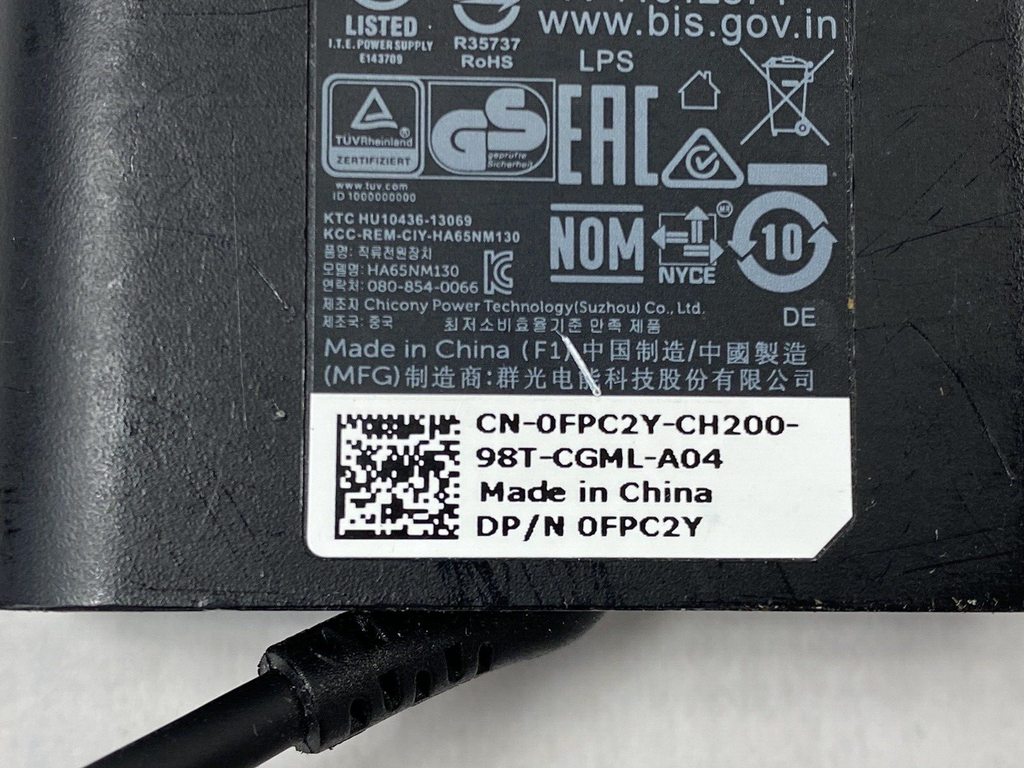 LISTED
I.T.E. POWER SUPPLY
E143709
R35737
RoHS
www.bis.gov.in
LPS
TÜVRheinland
ZERTIFIZIERT
GS
geprüfte
Sicherheit
EAC
www.tuv.com
ID 1000000000
KTC HU10436-13069
KCC-REM-CIY-HA65NM130
품명: 직류전원장치
모델명: HA65NM130
연락처: 080-854-0066
NOM
NYCE
MR
10
제조자 Chicony Power Technology(Suzhou) Co., Ltd.
제조국: 중국 최저소비효율기준 만족 제품
DE
Made in China (F1) 中国制造/中國製造
(MFG)制造商:群光电能科技股份有限公司
CN-0FPC2Y-CH200-
98T-CGML-A04
Made in China
DP/N 0FPC2Y